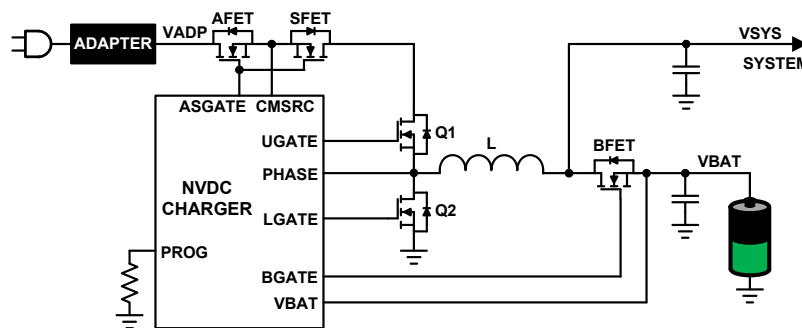 AFET
SFET
VADP
ADAPTER
VSYS
SYSTEM
ASGATE
CMSRC
UGATE
Q1
L
BFET
PHASE
VBAT
NVDC
CHARGER
LGATE
Q2
PROG
BGATE
VBAT